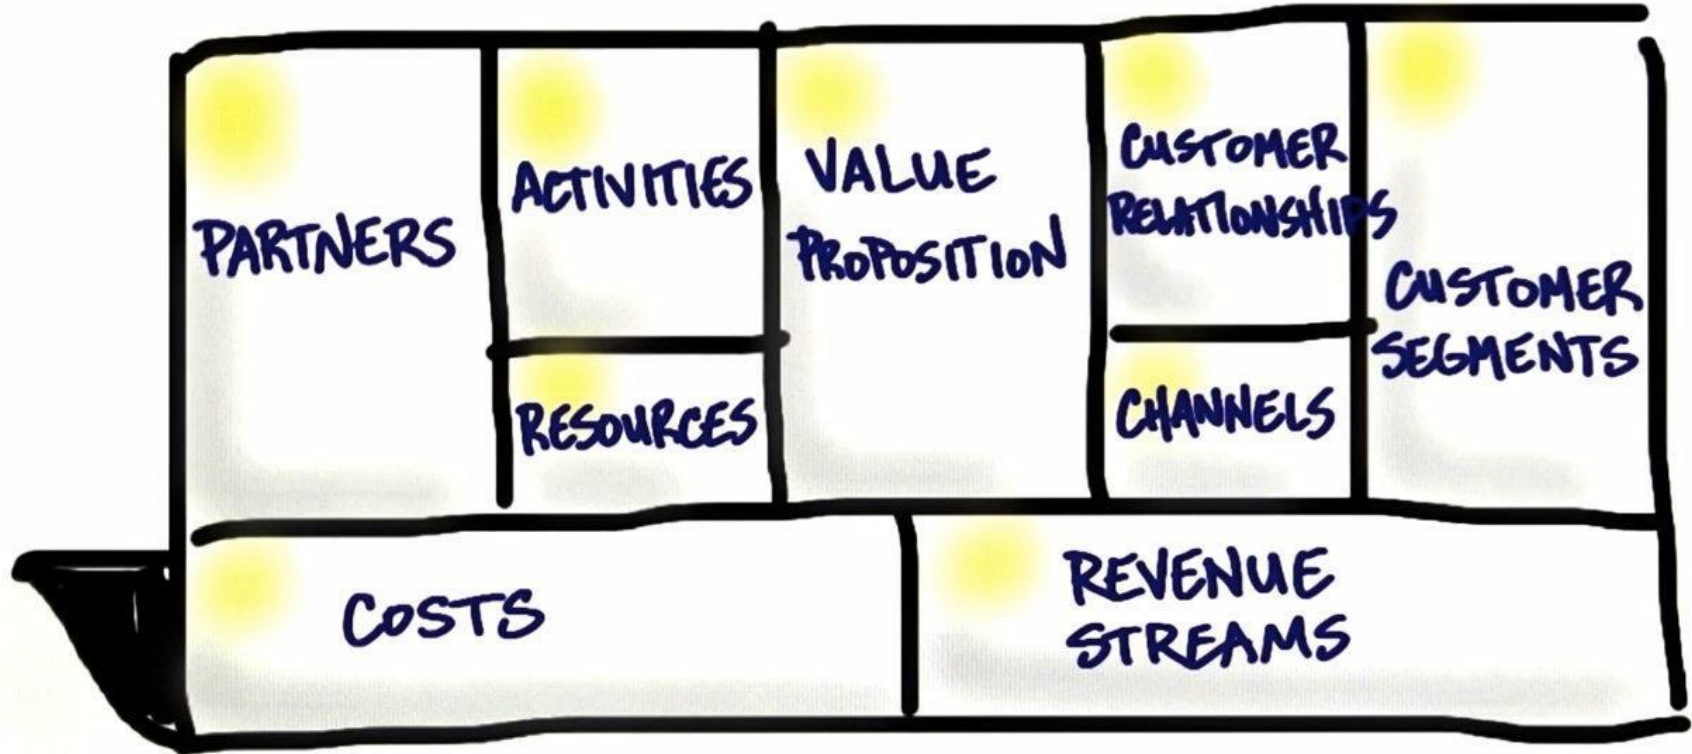 PARTNERS
ACTIVITIES
RESOURCES
VALUE
PROPOSITION
CUSTOMER
RELATIONSHIPS
CHANNELS
CUSTOMER
SEGMENTS
COSTS
REVENUE
STREAMS